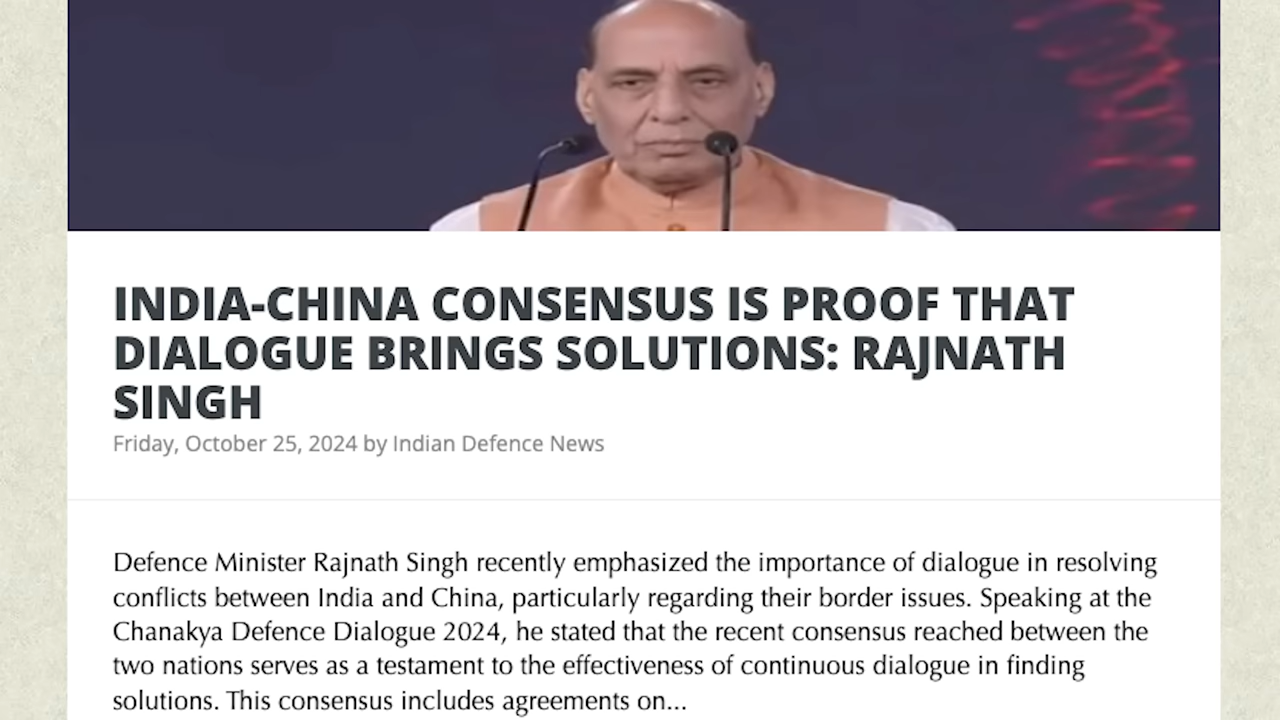 INDIA-CHINA CONSENSUS IS PROOF THAT
DIALOGUE BRINGS SOLUTIONS: RAJNATH
SINGH
Friday, October 25, 2024 by Indian Defence News
Defence Minister Rajnath Singh recently emphasized the importance of dialogue in resolving
conflicts between India and China, particularly regarding their border issues. Speaking at the
Chanakya Defence Dialogue 2024, he stated that the recent consensus reached between the
two nations serves as a testament to the effectiveness of continuous dialogue in finding
solutions. This consensus includes agreements on...